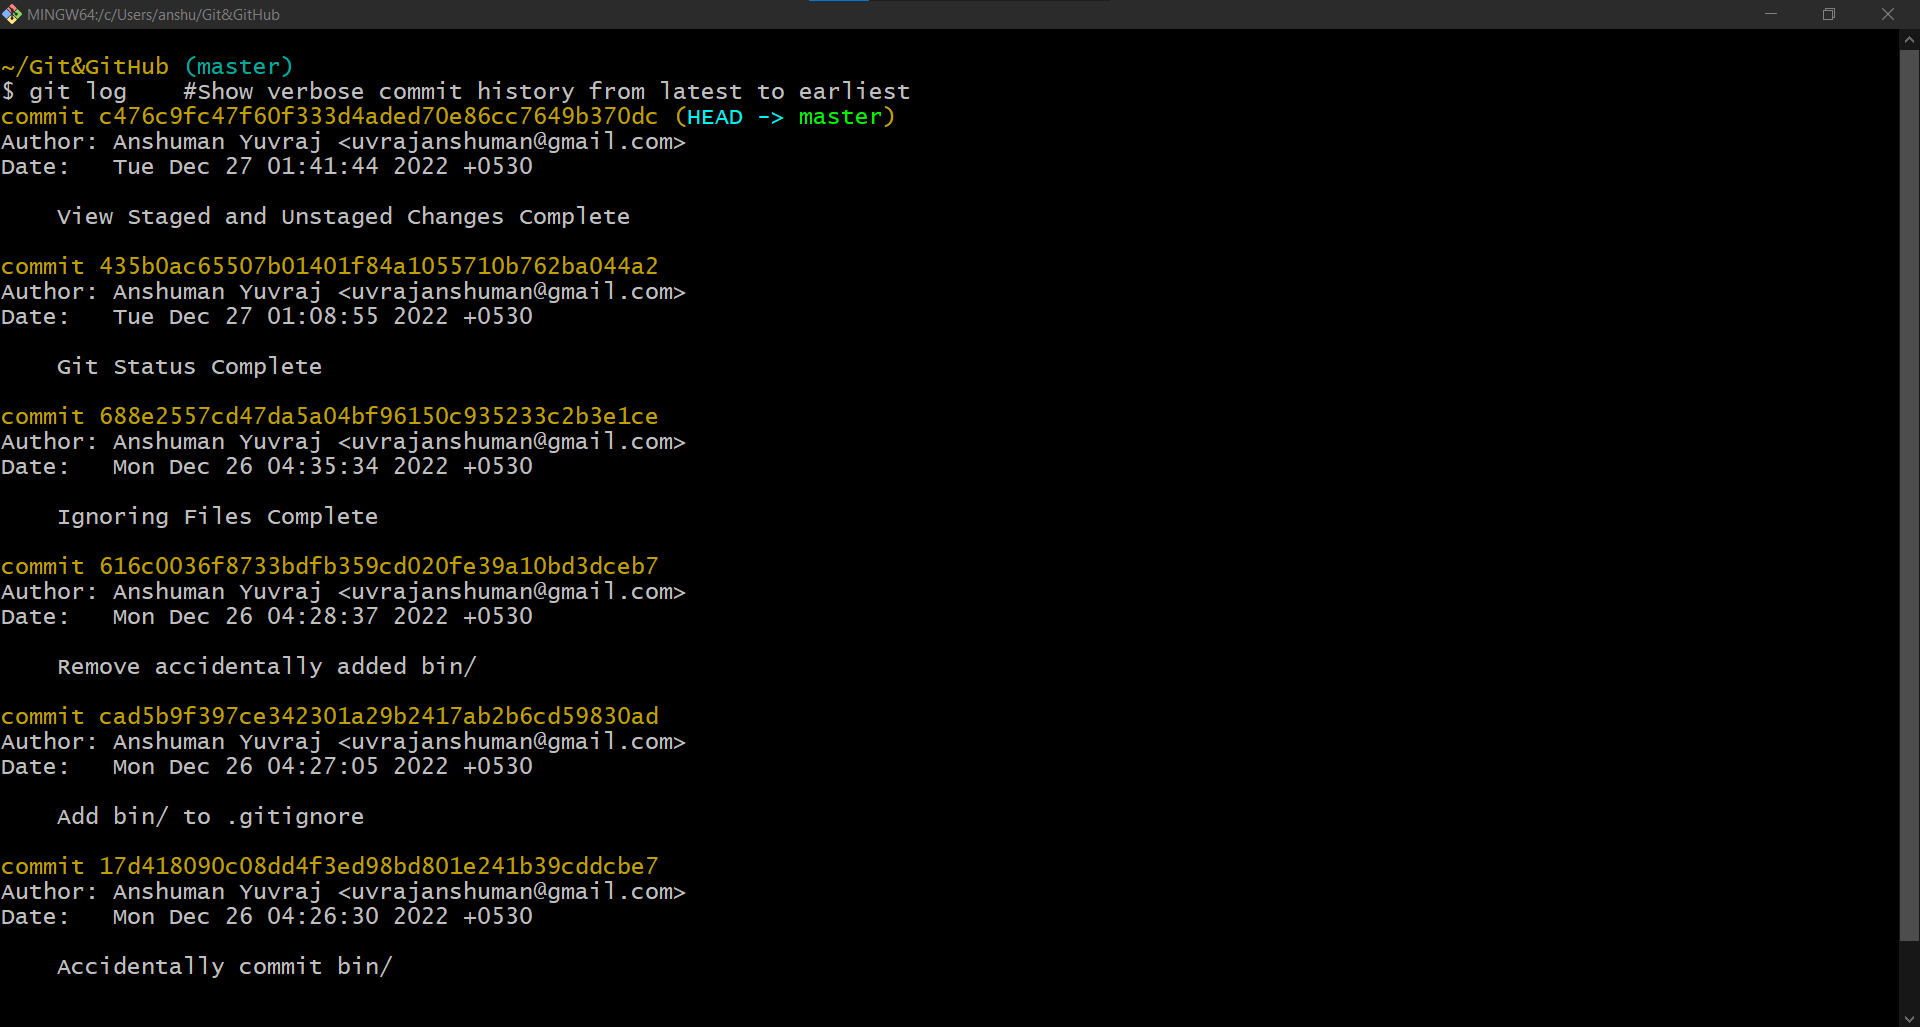 MINGW64:/c/Users/anshu/Git&GitHub
~/Git&GitHub (master)
$ git log    #Show verbose commit history from latest to earliest
commit c476c9fc47f60f333d4aded70e86cc7649b370dc (HEAD -> master)
Author: Anshuman Yuvraj <uvrajanshuman@gmail.com>
Date:   Tue Dec 27 01:41:44 2022 +0530
    View Staged and Unstaged Changes Complete
commit 435b0ac65507b01401f84a1055710b762ba044a2
Author: Anshuman Yuvraj <uvrajanshuman@gmail.com>
Date:   Tue Dec 27 01:08:55 2022 +0530
    Git Status Complete
commit 688e2557cd47da5a04bf96150c935233c2b3e1ce
Author: Anshuman Yuvraj <uvrajanshuman@gmail.com>
Date:   Mon Dec 26 04:35:34 2022 +0530
    Ignoring Files Complete
commit 616c0036f8733bdfb359cd020fe39a10bd3dceb7
Author: Anshuman Yuvraj <uvrajanshuman@gmail.com>
Date:   Mon Dec 26 04:28:37 2022 +0530
    Remove accidentally added bin/
commit cad5b9f397ce342301a29b2417ab2b6cd59830ad
Author: Anshuman Yuvraj <uvrajanshuman@gmail.com>
Date:   Mon Dec 26 04:27:05 2022 +0530
    Add bin/ to .gitignore
commit 17d418090c08dd4f3ed98bd801e241b39cddcbe7
Author: Anshuman Yuvraj <uvrajanshuman@gmail.com>
Date:   Mon Dec 26 04:26:30 2022 +0530
    Accidentally commit bin/